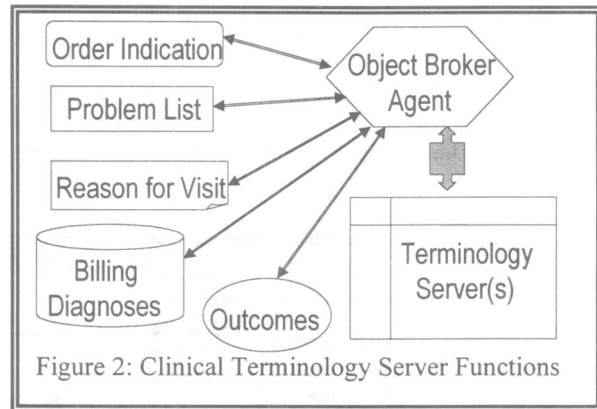 Order Indication
Object Broker
Agent
Problem List
Reason for Visit
Billing
Diagnoses
Outcomes
Terminology
Server(s)
Figure 2: Clinical Terminology Server Functions